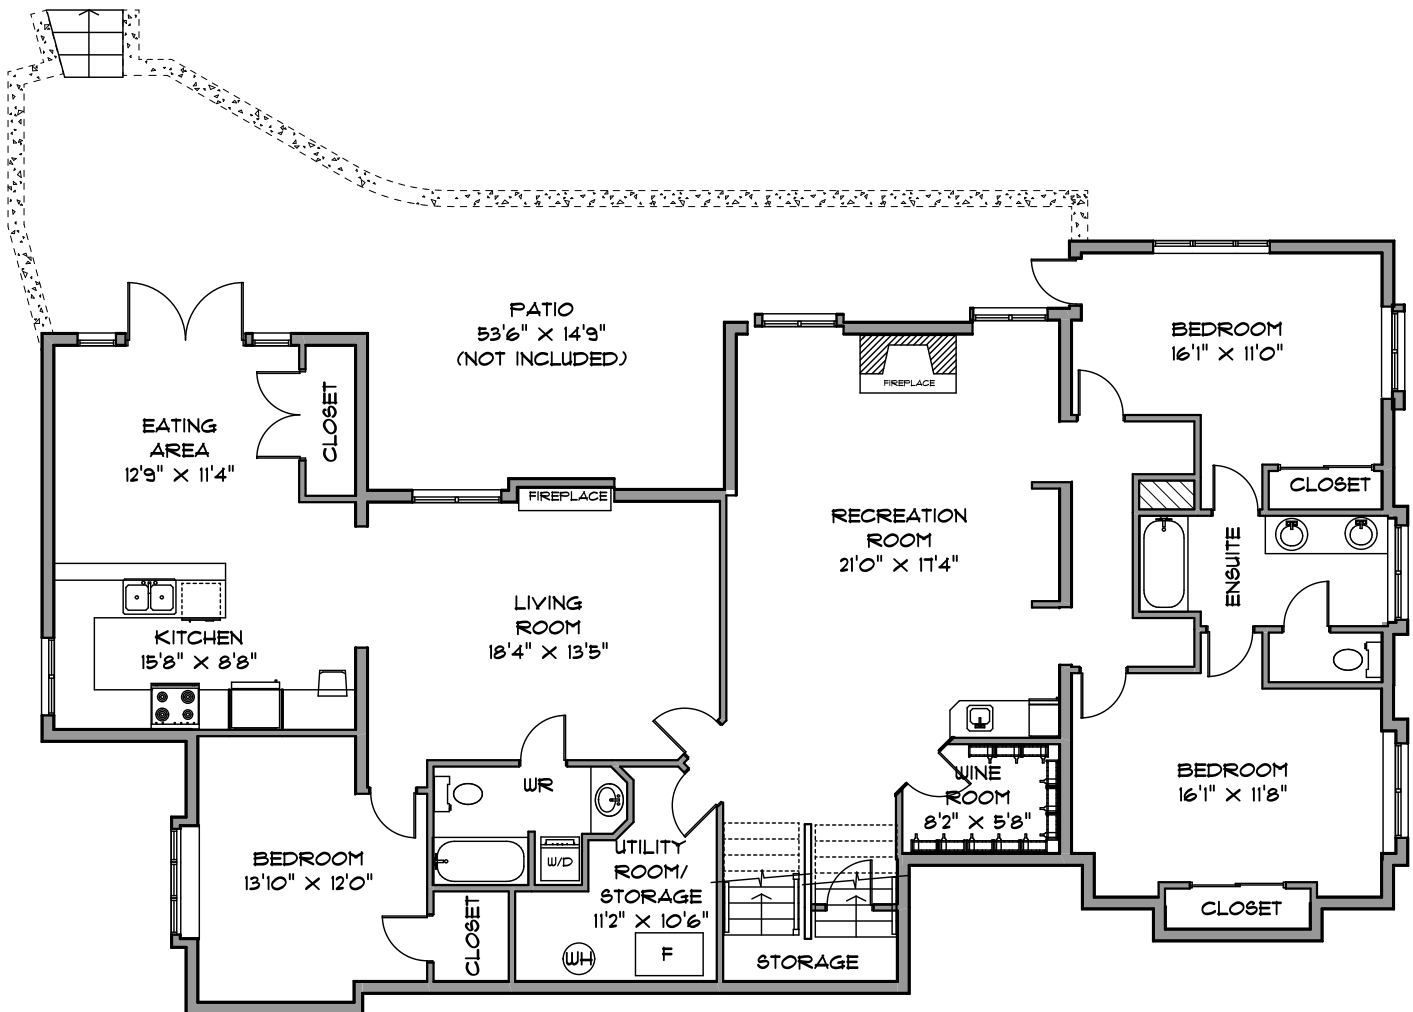 PATIO
53'6" X 14'9"
(NOT INCLUDED)
BEDROOM
16'1" X 11'0"
FIREPLACE
EATING
AREA
12'9" X 11'4"
CLOSET
FIREPLACE
CLOSET
RECREATION
ROOM
21'0" X 17'4"
ENSUITE
LIVING
ROOM
18'4" X 13'5"
KITCHEN
15'8" X 8'8"
WINE
ROOM
8'2" X 5'8"
BEDROOM
16'1" X 11'8"
WR
W/D
UTILITY
ROOM/
STORAGE
11'2" X 10'6"
BEDROOM
13'10" X 12'0"
CLOSET
CLOSET
WH
F
STORAGE